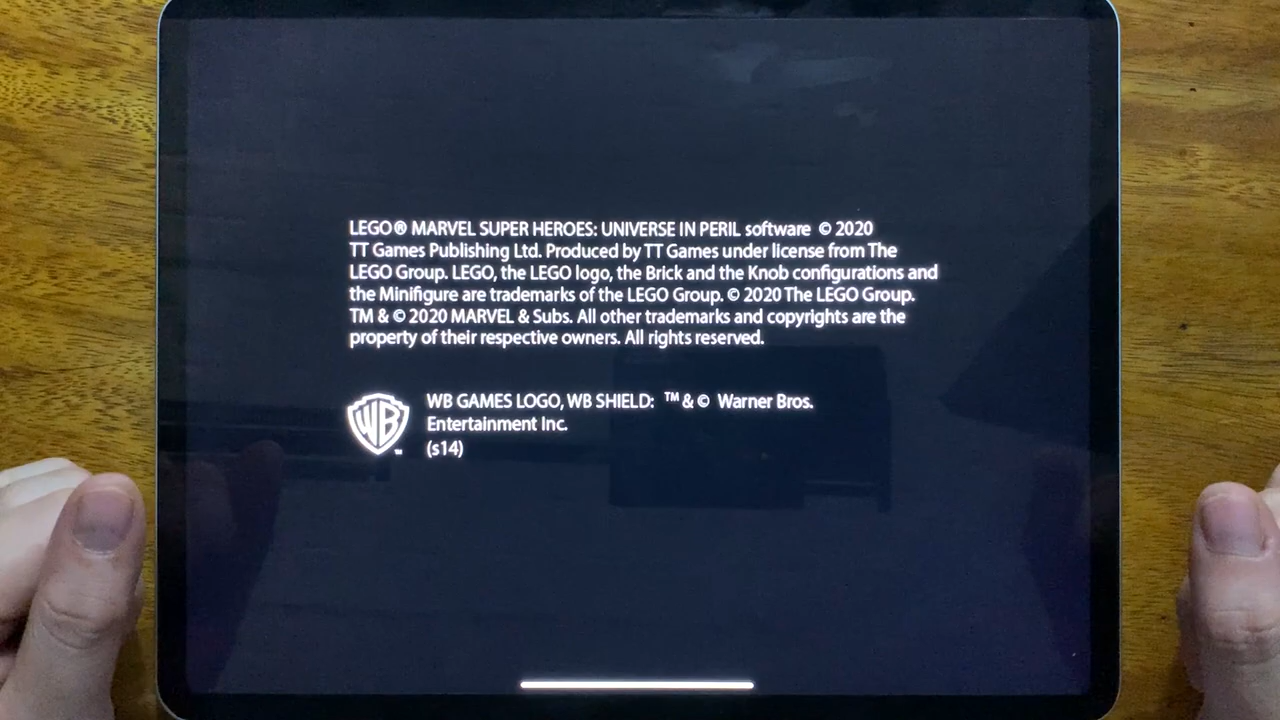 LEGO® MARVEL SUPER HEROES: UNIVERSE IN PERIL software © 2020
TT Games Publishing Ltd. Produced by TT Games under license from The
LEGO Group. LEGO, the LEGO logo, the Brick and the Knob configurations and
the Minifigure are trademarks of the LEGO Group. © 2020 The LEGO Group.
TM & © 2020 MARVEL & Subs. All other trademarks and copyrights are the
property of their respective owners. All rights reserved.
WB GAMES LOGO, WB SHIELD: ™ & © Warner Bros.
WB™ Entertainment Inc.
(s14)